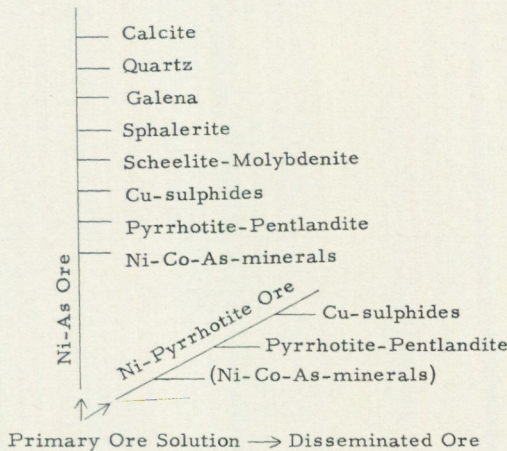 Calcite
Quartz
Galena
Sphalerite
Scheelite-Molybdenite
Cu-sulphides
Pyrrhotite-Pentlandite
Ni-Co-As-minerals
Ni-As Ore
Ni-Pyrrhotite Ore
Cu-sulphides
Pyrrhotite-Pentlandite
(Ni-Co-As-minerals)
Primary Ore Solution → Disseminated Ore